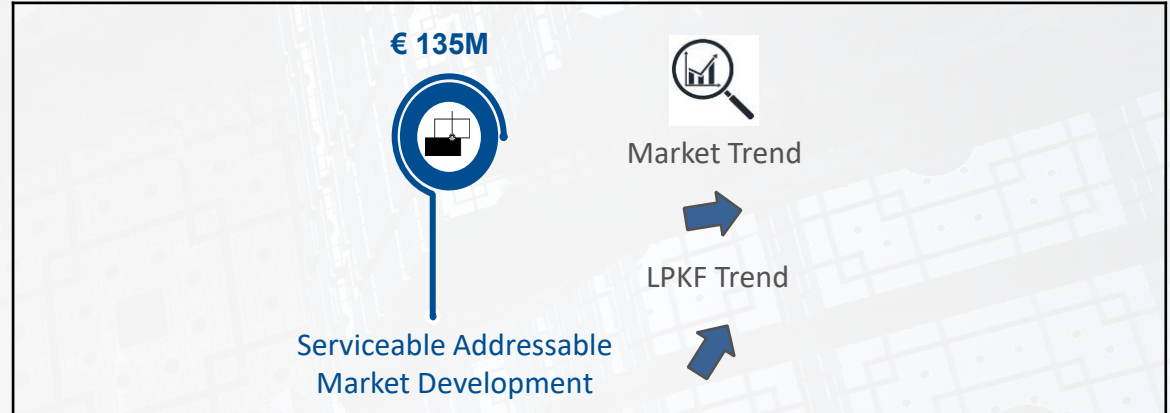 € 135M
Serviceable Addressable
Market Development
Market Trend
LPKF Trend